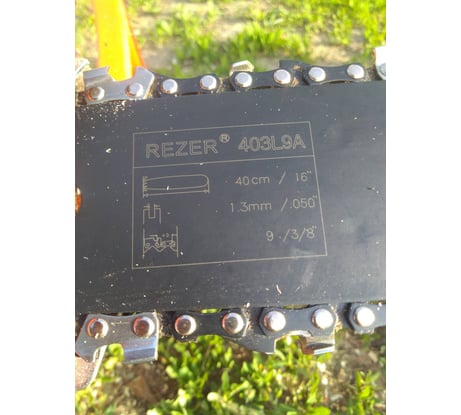 REZER® 403L9A
40cm / 16"
1.3mm /.050"
9 /3/8"